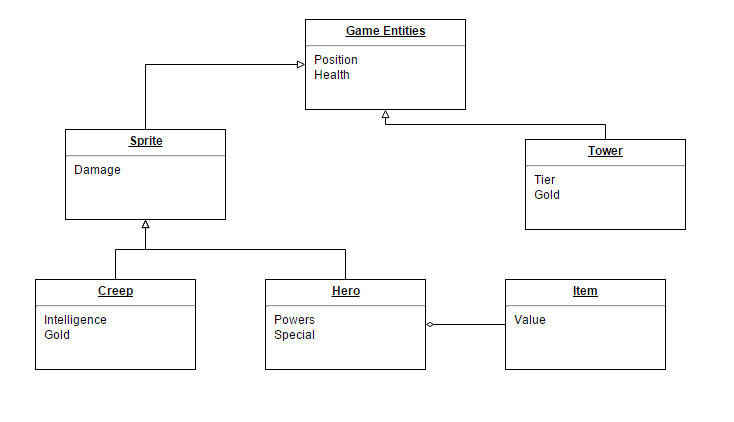 Game Entities
Position
Health
Sprite
Damage
Tower
Tier
Gold
Creep
Intelligence
Gold
Hero
Powers
Special
Item
Value